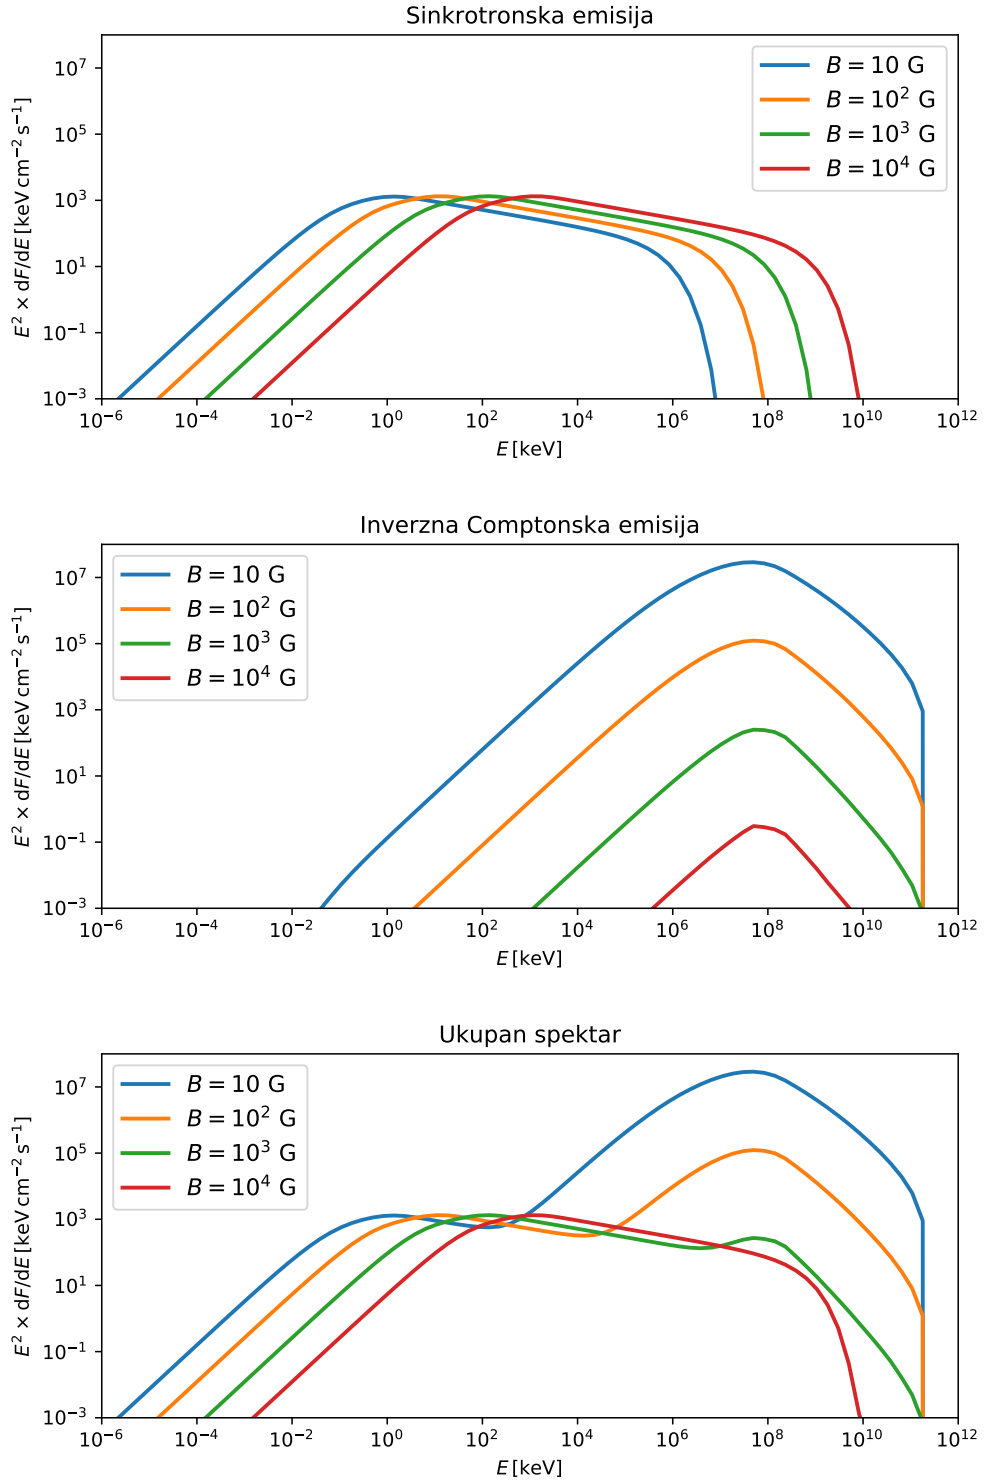 Sinkrotronska emisija
10⁷
10⁵
10³
10¹
10⁻¹
10⁻³
E² × dF/dE [keV cm⁻² s⁻¹]
B = 10 G
B = 10² G
B = 10³ G
B = 10⁴ G
10⁻⁶ 10⁻⁴ 10⁻² 10⁰ 10² 10⁴ 10⁶ 10⁸ 10¹⁰ 10¹²
E [keV]
Inverzna Comptonska emisija
10⁷
10⁵
10³
10¹
10⁻¹
10⁻³
E² × dF/dE [keV cm⁻² s⁻¹]
B = 10 G
B = 10² G
B = 10³ G
B = 10⁴ G
10⁻⁶ 10⁻⁴ 10⁻² 10⁰ 10² 10⁴ 10⁶ 10⁸ 10¹⁰ 10¹²
E [keV]
Ukupan spektar
10⁷
10⁵
10³
10¹
10⁻¹
10⁻³
E² × dF/dE [keV cm⁻² s⁻¹]
B = 10 G
B = 10² G
B = 10³ G
B = 10⁴ G
10⁻⁶ 10⁻⁴ 10⁻² 10⁰ 10² 10⁴ 10⁶ 10⁸ 10¹⁰ 10¹²
E [keV]